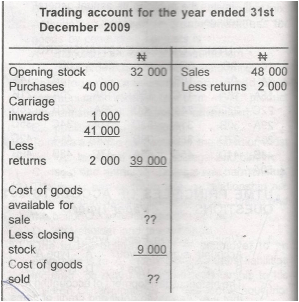 Trading account for the year ended 31st
December 2009
₦ ₦
Opening stock 32 000 Sales 48 000
Purchases 40 000 Less returns 2 000
Carriage
inwards 1 000
41 000
Less
returns 2 000 39 000
Cost of goods
available for
sale ??
Less closing
stock 9 000
Cost of goods
sold ??